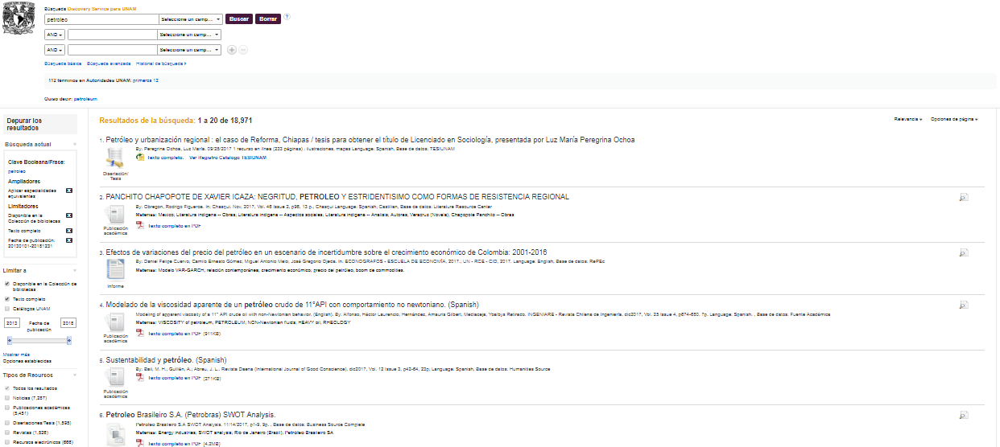 Búsqueda Discovery Service para UNAM
petroleo Seleccione un camp... Buscar Borrar ?
AND Seleccione un camp...
AND Seleccione un camp...
Búsqueda básica Búsqueda avanzada Historial de búsqueda
112 términos en Autoridades UNAM: primeros 12
Quiso decir: petroleum
Depurar los
resultados
Búsqueda actual
Clave Booleana/Frase:
petroleo
Ampliadores
Aplicar especialidades
equivalentes
Limitadores
Disponible en la
Colección de bibliotecas
Texto completo
Fecha de publicación:
20120101-20181231
Limitar a
Disponible en la Colección de
bibliotecas
Texto completo
Catálogos UNAM
2012 Fecha de publicación 2018
Mostrar más
Opciones establecidas
Tipos de Recursos
Todos los resultados
Noticias (7,287)
Publicaciones académicas
(5,451)
Disertaciones/Tesis (1,595)
Revistas (1,528)
Recursos electrónicos (666)
Resultados de la búsqueda: 1 a 20 de 18,971
Relevancia Opciones de página
1. Petróleo y urbanización regional : el caso de Reforma, Chiapas / tesis para obtener el título de Licenciado en Sociología, presentada por Luz María Peregrina Ochoa
By: Peregrina Ochoa, Luz María. 09/25/2017 1 recurso en línea (233 páginas) : ilustraciones, mapas Language: Spanish, Base de datos: TESIUNAM
Texto completo. Ver Registro Catalogo TESIUNAM
Disertación/
Tesis
2. PANCHITO CHAPOPOTE DE XAVIER ICAZA: NEGRITUD, PETROLEO Y ESTRIDENTISIMO COMO FORMAS DE RESISTENCIA REGIONAL
By: Obregon, Rodrigo Figueroa. In: Chasqui. Nov, 2017, Vol. 46 Issue 2, p98, 13 p.; Chasqui Language: Spanish; Castilian, Base de datos: Literature Resource Center
Materias: Mexico; Literatura indigena -- Obras; Literatura indigena -- Aspectos sociales; Literatura indigena -- Analisis; Autores, Veracruz (Novela); Chapopote Panchito -- Obras
Texto completo en PDF
Publicación
académica
3. Efectos de variaciones del precio del petróleo en un escenario de incertidumbre sobre el crecimiento económico de Colombia: 2001-2016
By: Daniel Felipe Cuervo; Camilo Ernesto Gómez; Miguel Antonio Melo; José Gregorio Ojeda. In: ECONOGRAFOS - ESCUELA DE ECONOMÍA, 2017.; UN - RCE - CID, 2017. Language: English, Base de datos: RePEc
Materias: Modelo VAR-GARCH; relación contemporánea; crecimiento económico; precio del petróleo; boom de commodities.
Informe
4. Modelado de la viscosidad aparente de un petróleo crudo de 11°API con comportamiento no newtoniano. (Spanish)
Modeling of apparent viscosity of a 11° API crude oil with non-Newtonian behavior. (English). By: Alfonso, Héctor Laurencio; Hernández, Amauris Gilbert; Mediaceja, Yoalbys Retirado. INGENIARE - Revista Chilena de Ingeniería, dic2017, Vol. 25 Issue 4, p674-680. 7p. Language: Spanish. , Base de datos: Fuente Académica
Materias: VISCOSITY of petroleum; PETROLEUM; NON-Newtonian fluids; HEAVY oil; RHEOLOGY
Texto completo en PDF (911KB)
Publicación
académica
5. Sustentabilidad y petróleo. (Spanish)
By: Badi, M. H.; Guillén, A.; Abreu, J. L.. Revista Daena (International Journal of Good Conscience), dic2017, Vol. 12 Issue 3, p42-64, 23p; Language: Spanish, Base de datos: Humanities Source
Texto completo en PDF (271KB)
Publicación
académica
6. Petroleo Brasileiro S.A. (Petrobras) SWOT Analysis.
Petroleo Brasileiro S.A SWOT Analysis. 11/14/2017, p1-9, 9p. , Base de datos: Business Source Complete
Materias: Energy industries; SWOT analysis; Rio de Janeiro (Brazil); Petroleo Brasileiro SA
Texto completo en PDF (4.2MB)